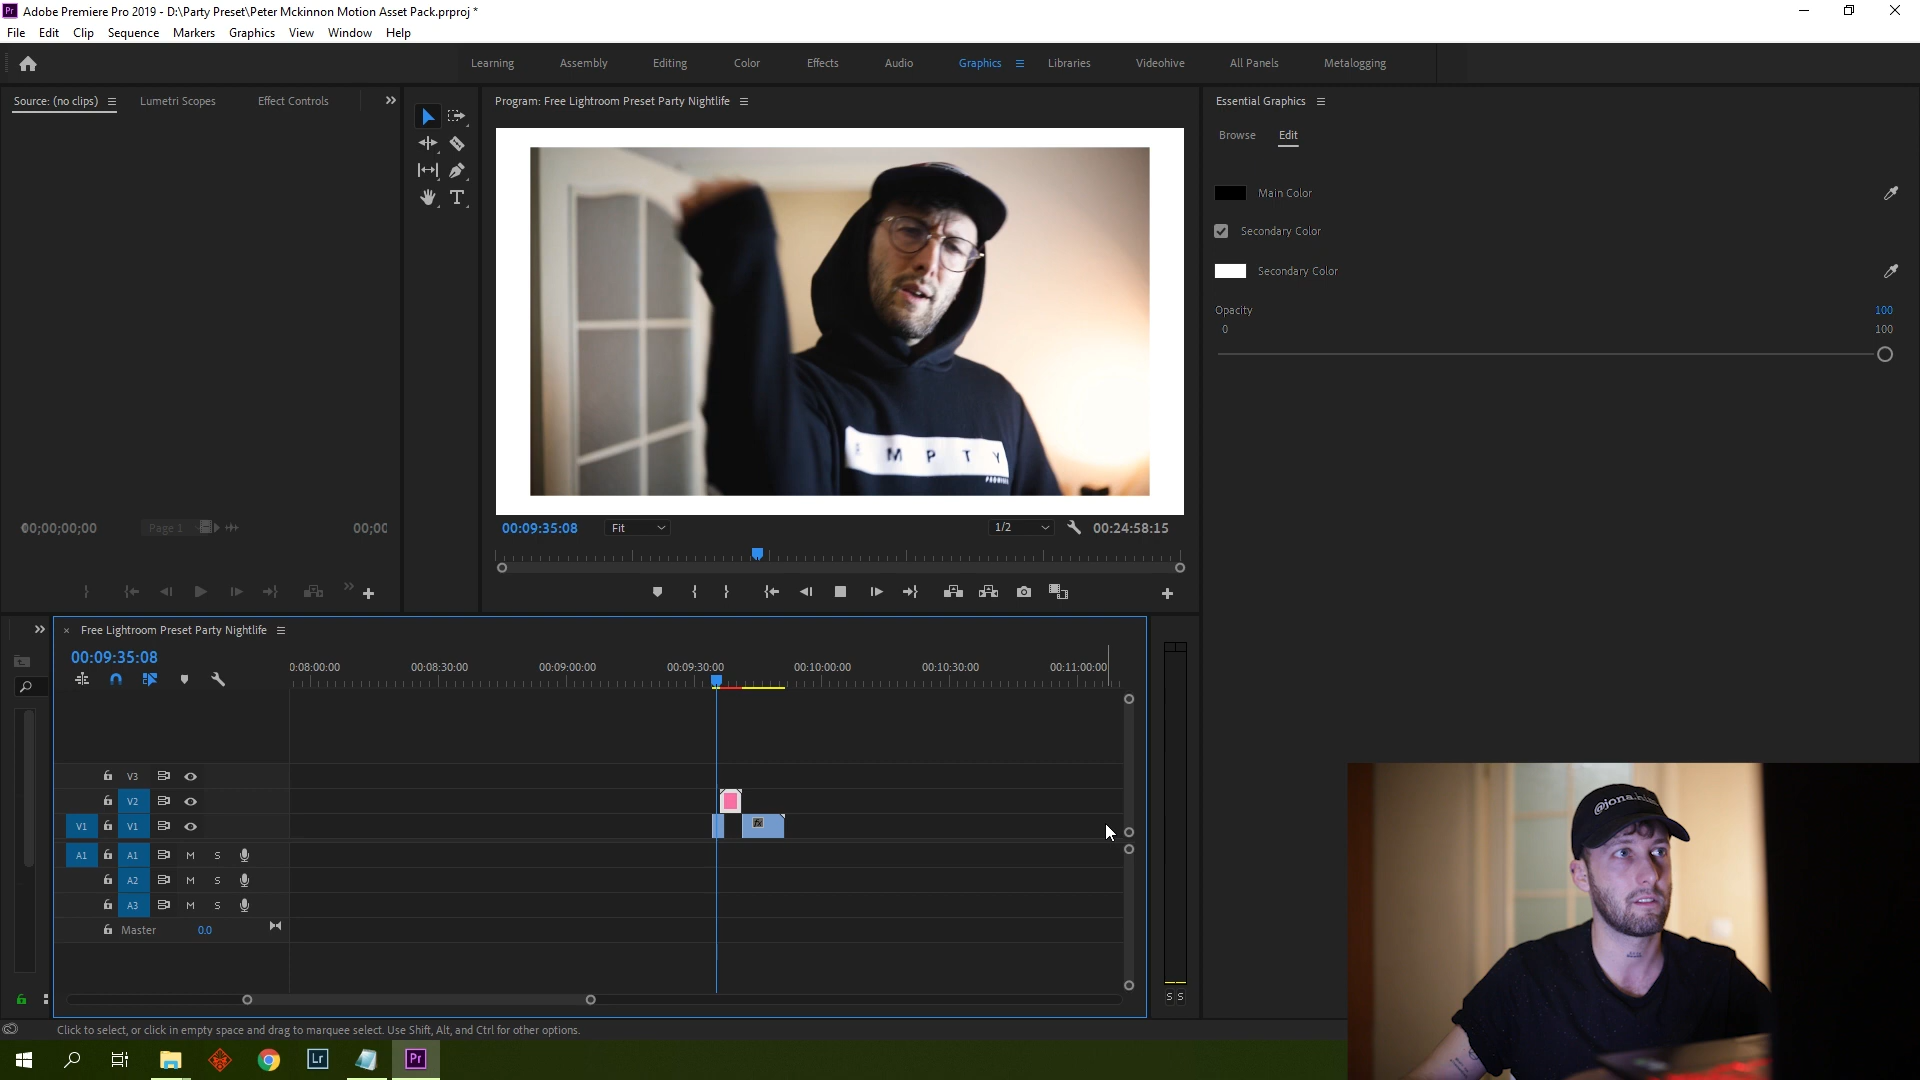 Adobe Premiere Pro 2019 - D:\Party Preset\Peter Mckinnon Motion Asset Pack.prproj *
File Edit Clip Sequence Markers Graphics View Window Help
Learning Assembly Editing Color Effects Audio Graphics Libraries Videohive All Panels Metalogging
Source: (no clips) Lumetri Scopes Effect Controls
Program: Free Lightroom Preset Party Nightlife
Essential Graphics
Browse Edit
Main Color
Secondary Color
Secondary Color
Opacity 100
0 100
E M P T Y
00;00;00;00 Page 1 00;00
00:09:35:08 Fit 1/2 00:24:58:15
Free Lightroom Preset Party Nightlife
00:09:35:08
0:08:00:00 00:08:30:00 00:09:00:00 00:09:30:00 00:10:00:00 00:10:30:00 00:11:00:00
V3
V2
V1 V1
fx
A1 A1 M S
A2 M S
A3 M S
Master 0.0
S S
Click to select, or click in empty space and drag to marquee select. Use Shift, Alt, and Ctrl for other options.
Lr Pr